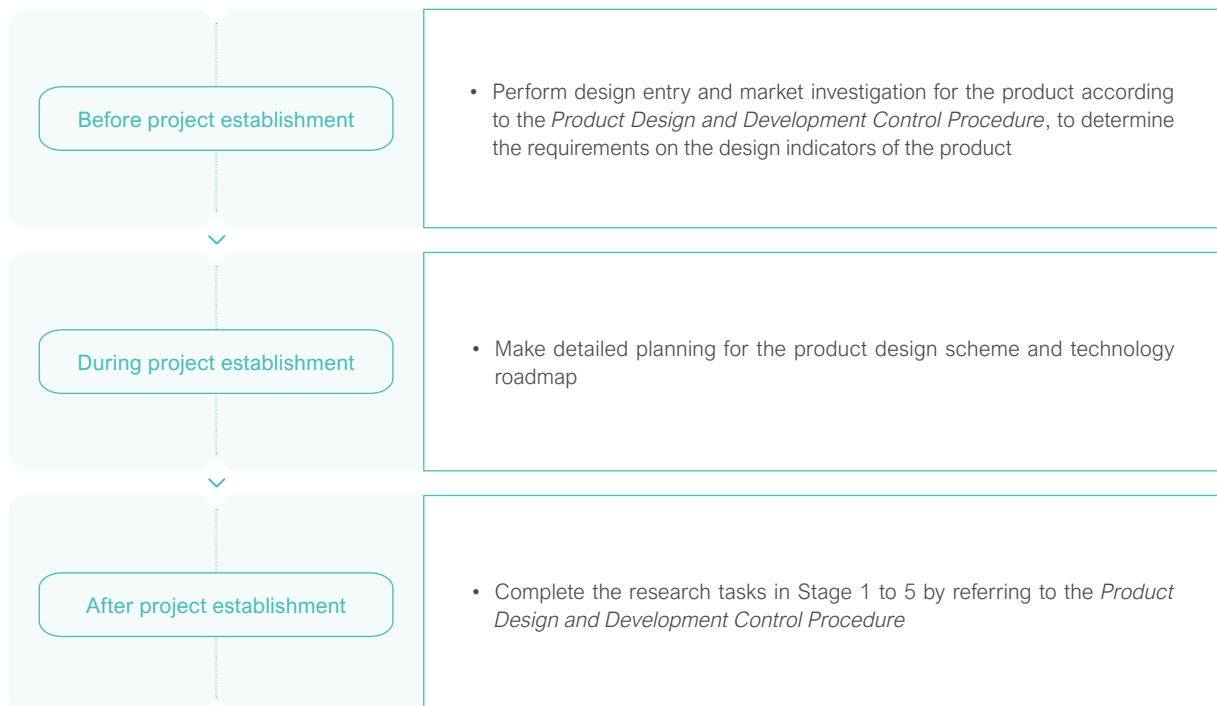 Before project establishment
• Perform design entry and market investigation for the product according
to the Product Design and Development Control Procedure, to determine
the requirements on the design indicators of the product
During project establishment
• Make detailed planning for the product design scheme and technology
roadmap
After project establishment
• Complete the research tasks in Stage 1 to 5 by referring to the Product
Design and Development Control Procedure